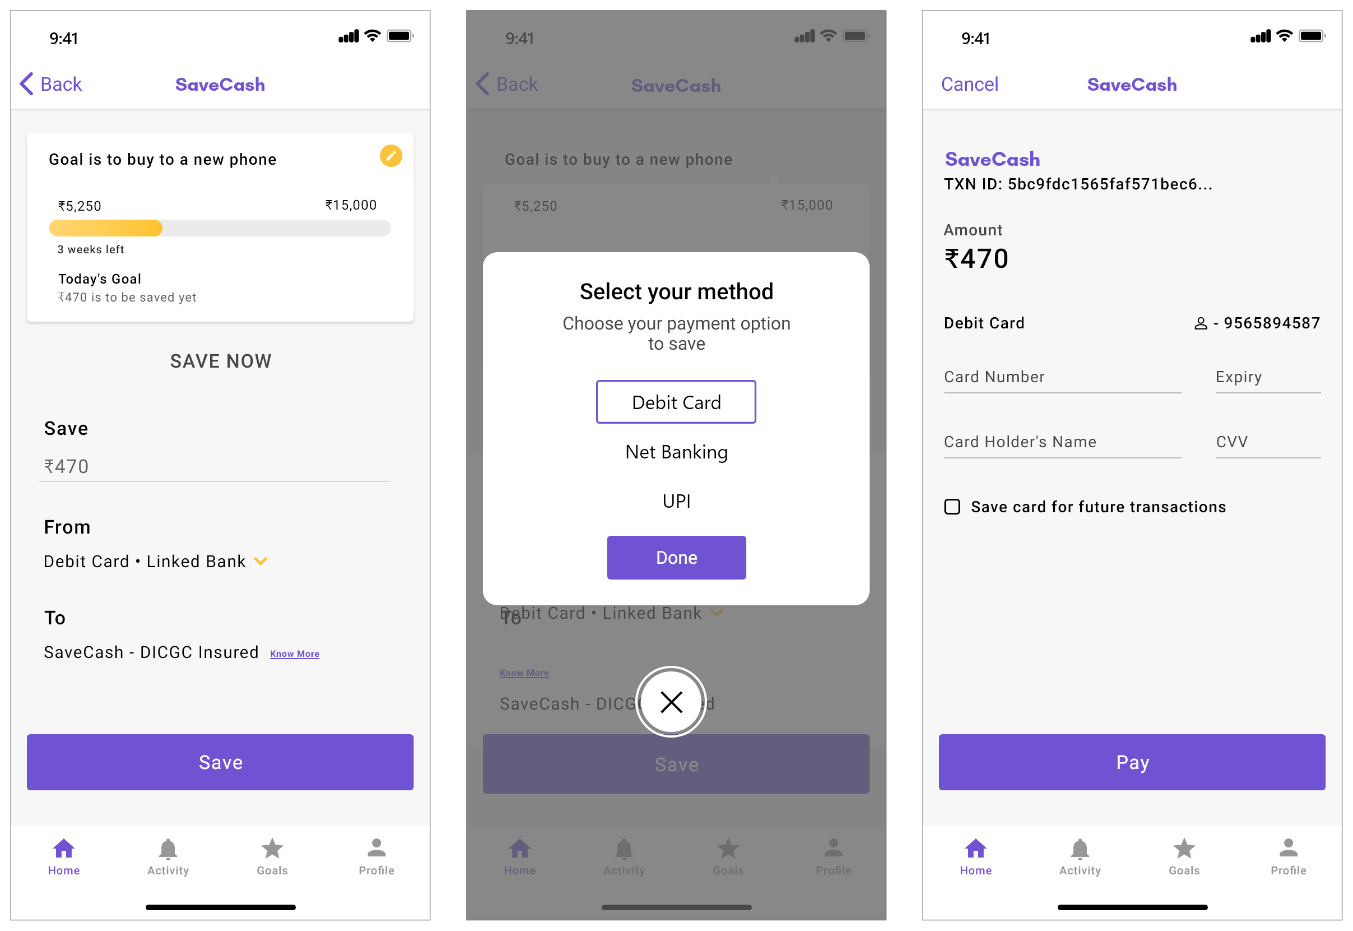 9:41
Back
SaveCash
Goal is to buy to a new phone
₹5,250
₹15,000
3 weeks left
Today's Goal
₹470 is to be saved yet
SAVE NOW
Save
₹470
From
Debit Card • Linked Bank
To
SaveCash - DICGC Insured Know More
Save
Home
Activity
Goals
Profile
9:41
Back
SaveCash
Goal is to buy to a new phone
₹5,250
₹15,000
Select your method
Choose your payment option
to save
Debit Card
Net Banking
UPI
Done
Debit Card • Linked Bank
To
Know More
SaveCash - DICG
d
Save
Home
Activity
Goals
Profile
9:41
Cancel
SaveCash
SaveCash
TXN ID: 5bc9fdc1565faf571bec6...
Amount
₹470
Debit Card
- 9565894587
Card Number
Expiry
Card Holder's Name
CVV
Save card for future transactions
Pay
Home
Activity
Goals
Profile